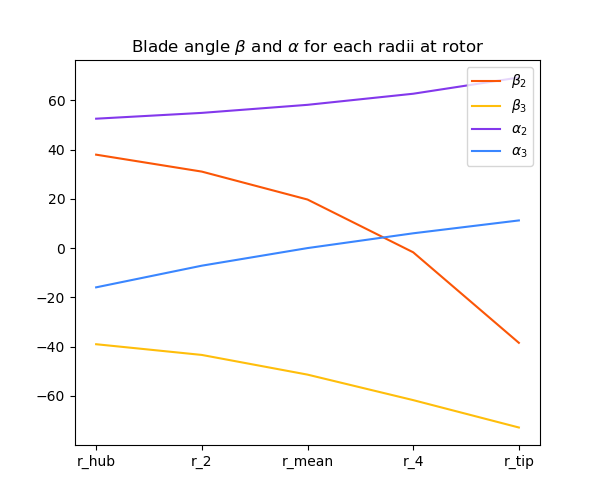 Blade angle β and α for each radii at rotor
β₂
β₃
α₂
α₃
60
40
20
0
−20
−40
−60
r_hub r_2 r_mean r_4 r_tip